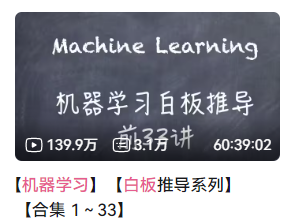 Machine Learning
机器学习白板推导
前33讲
139.9万 3.1万 60:39:02
【机器学习】【白板推导系列】
【合集 1～33】